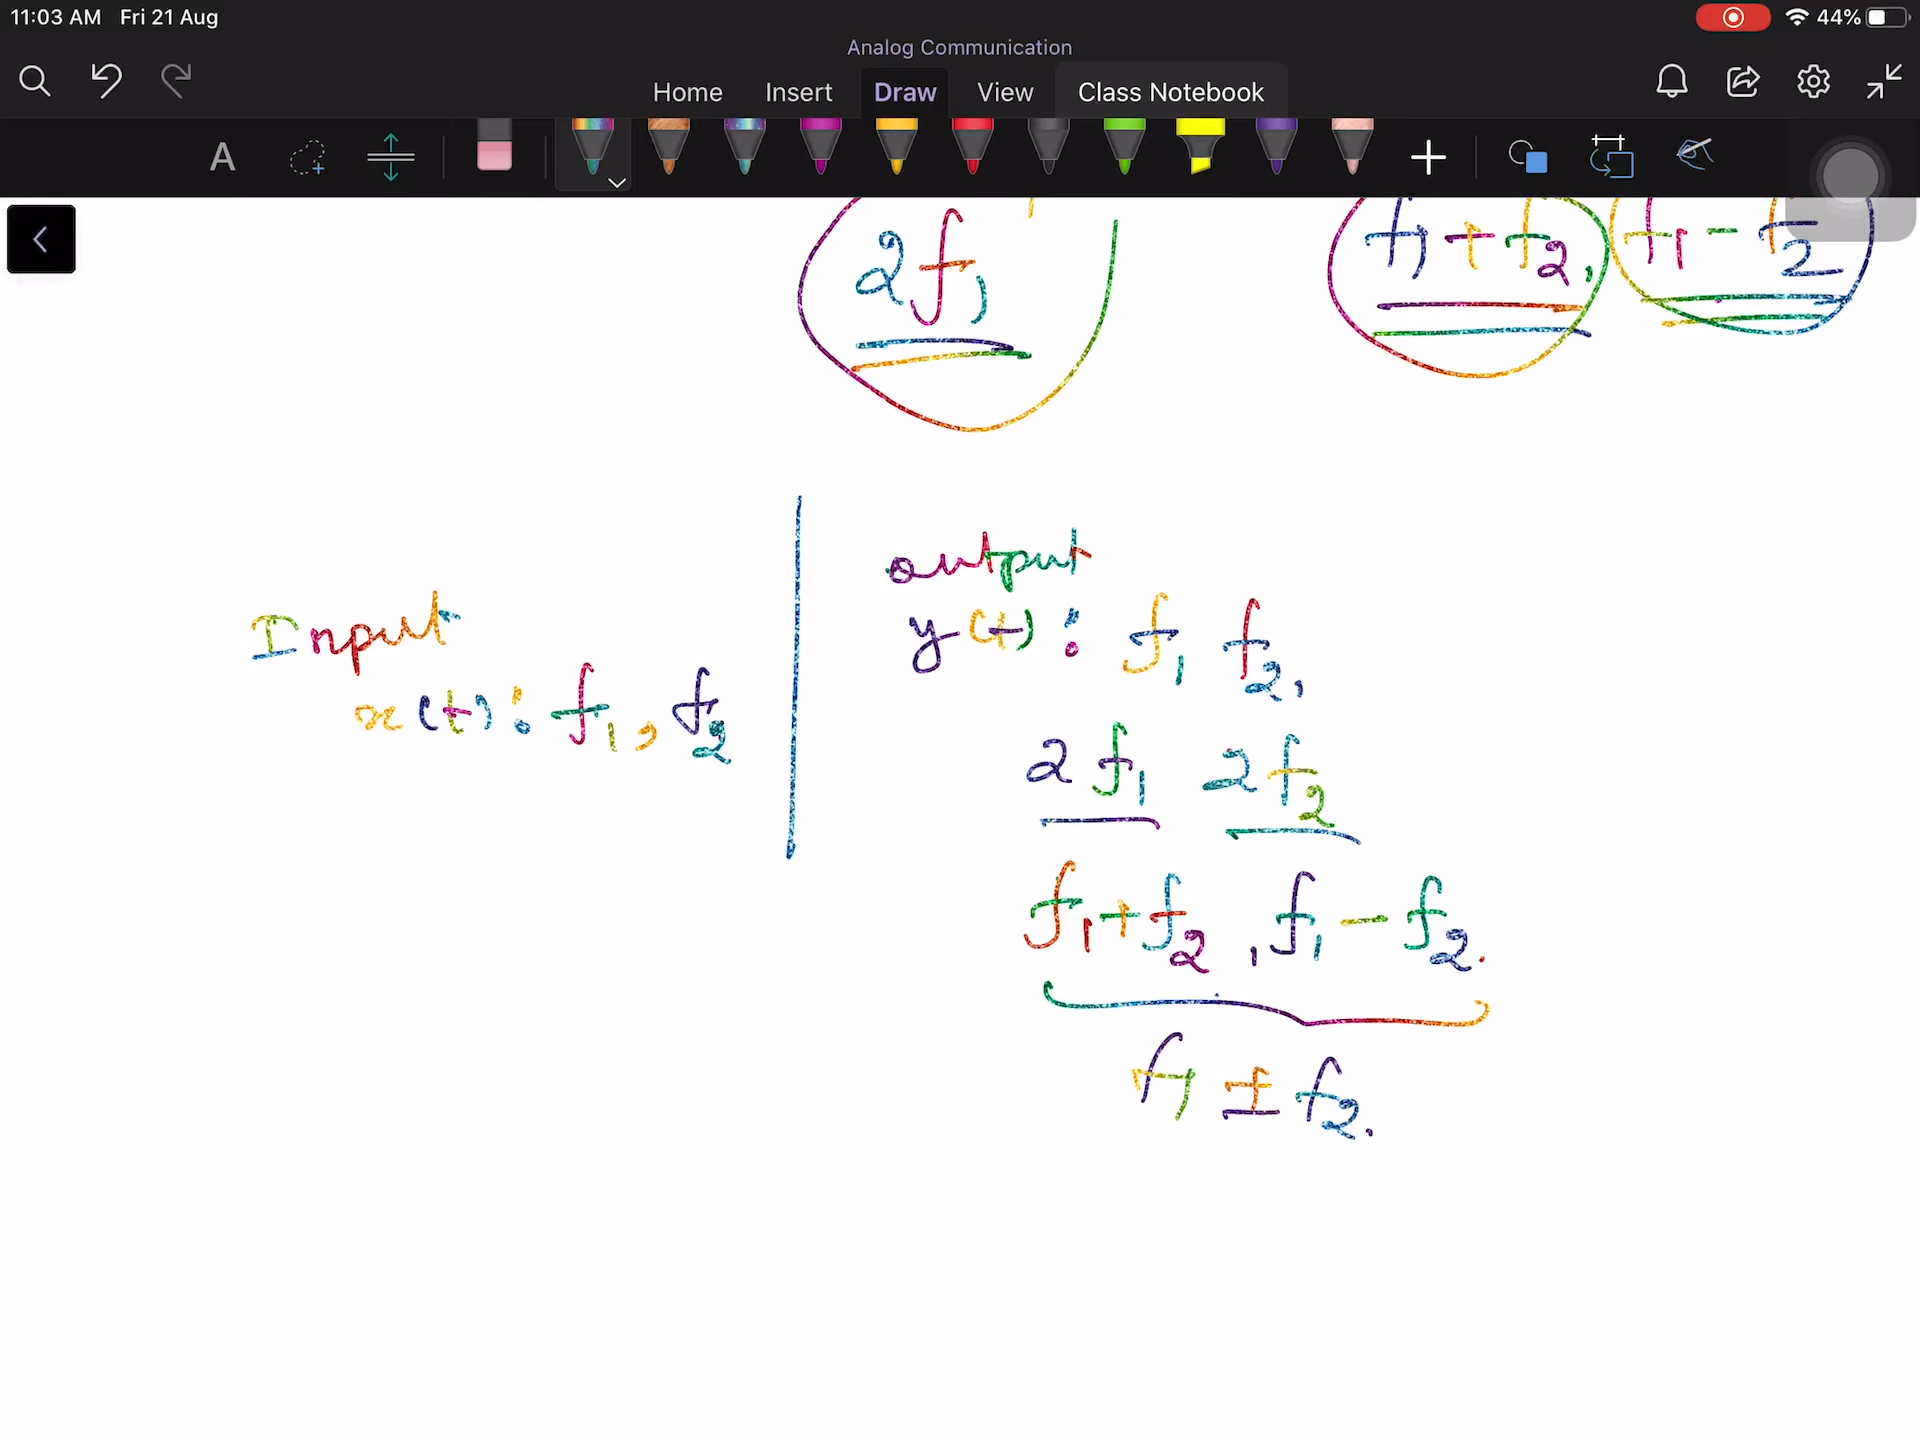 11:03 AM Fri 21 Aug 44%
Analog Communication
Home Insert Draw View Class Notebook
A
2f₁
f₁+f₂, f₁-f₂
output
Input
y(t): f₁ f₂,
x(t): f₁, f₂
2f₁ 2f₂
f₁+f₂, f₁-f₂.
f₁ ± f₂.